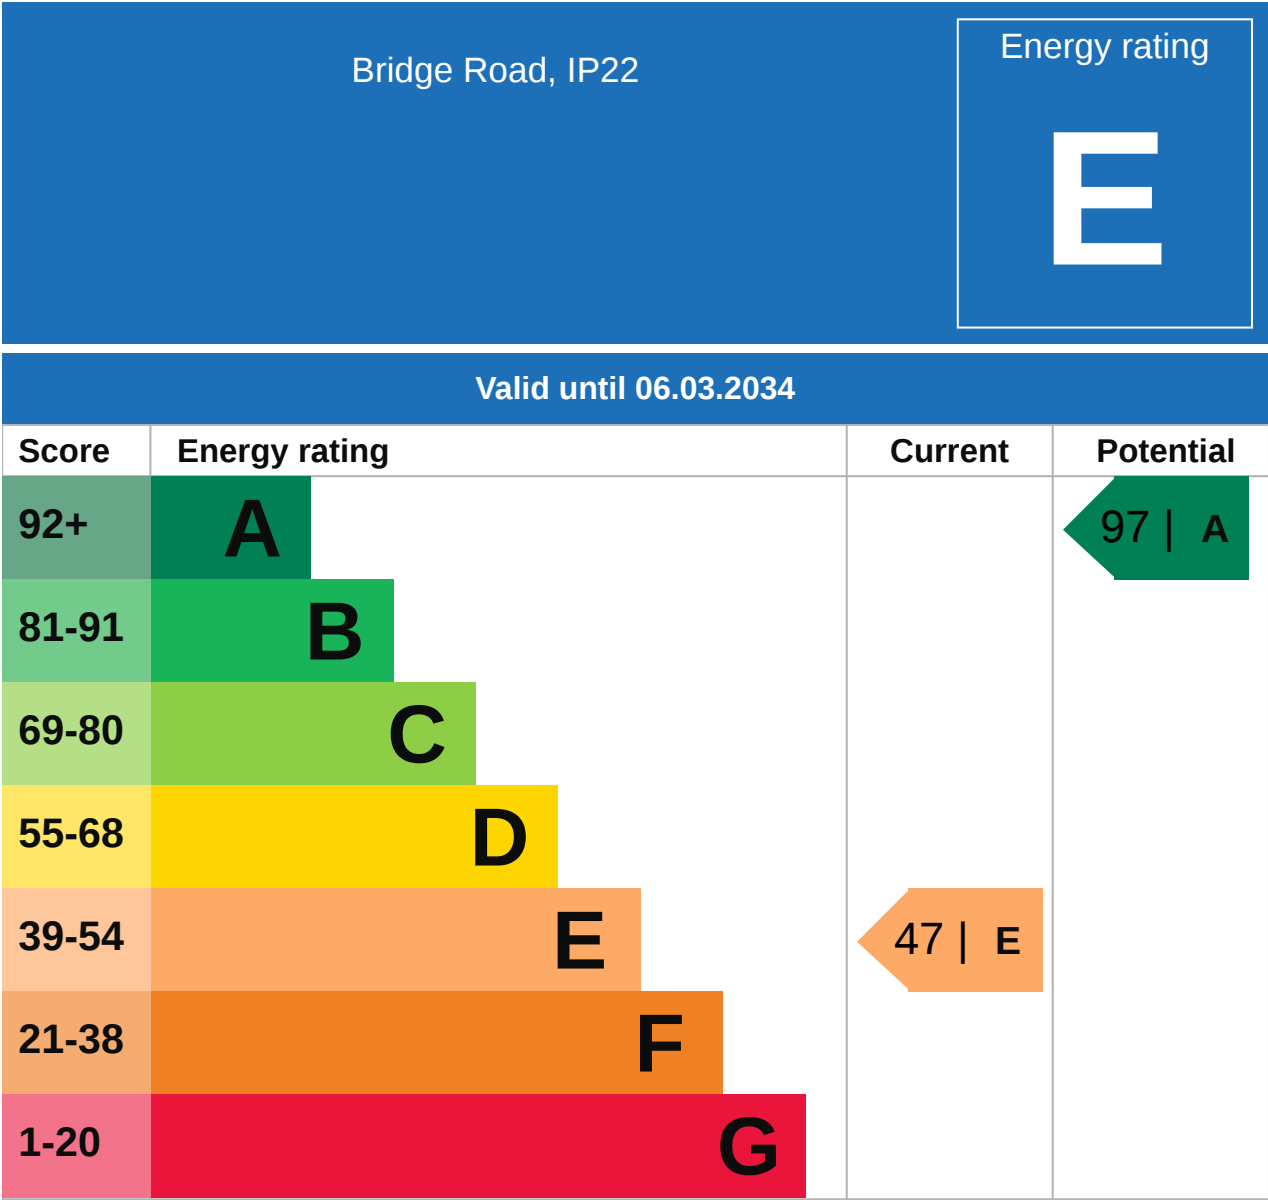 Bridge Road, IP22
Energy rating
E
Valid until 06.03.2034
Score Energy rating Current Potential
92+ A 97 | A
81-91 B
69-80 C
55-68 D
39-54 E 47 | E
21-38 F
1-20 G